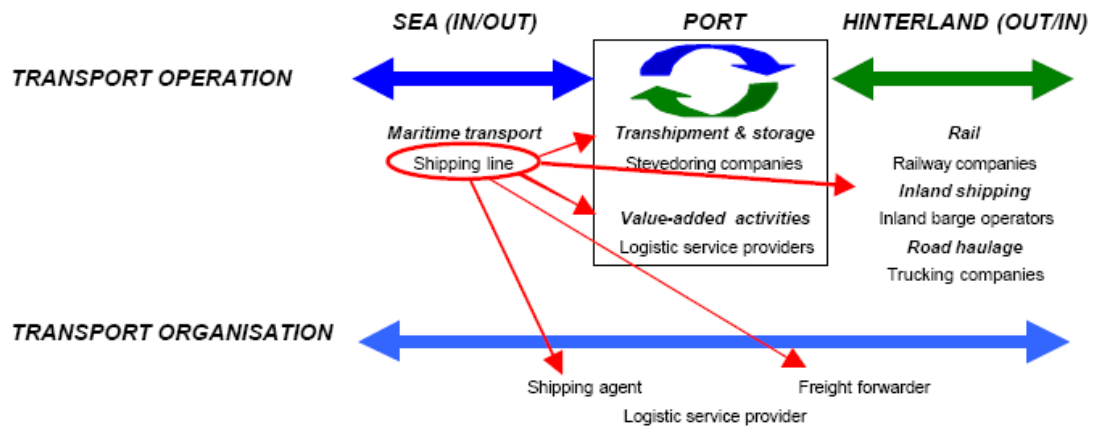 SEA (IN/OUT) PORT HINTERLAND (OUT/IN)
TRANSPORT OPERATION
Maritime transport Transhipment & storage Rail
Shipping line Stevedoring companies Railway companies
Inland shipping
Value-added activities Inland barge operators
Logistic service providers Road haulage
Trucking companies
TRANSPORT ORGANISATION
Shipping agent Freight forwarder
Logistic service provider